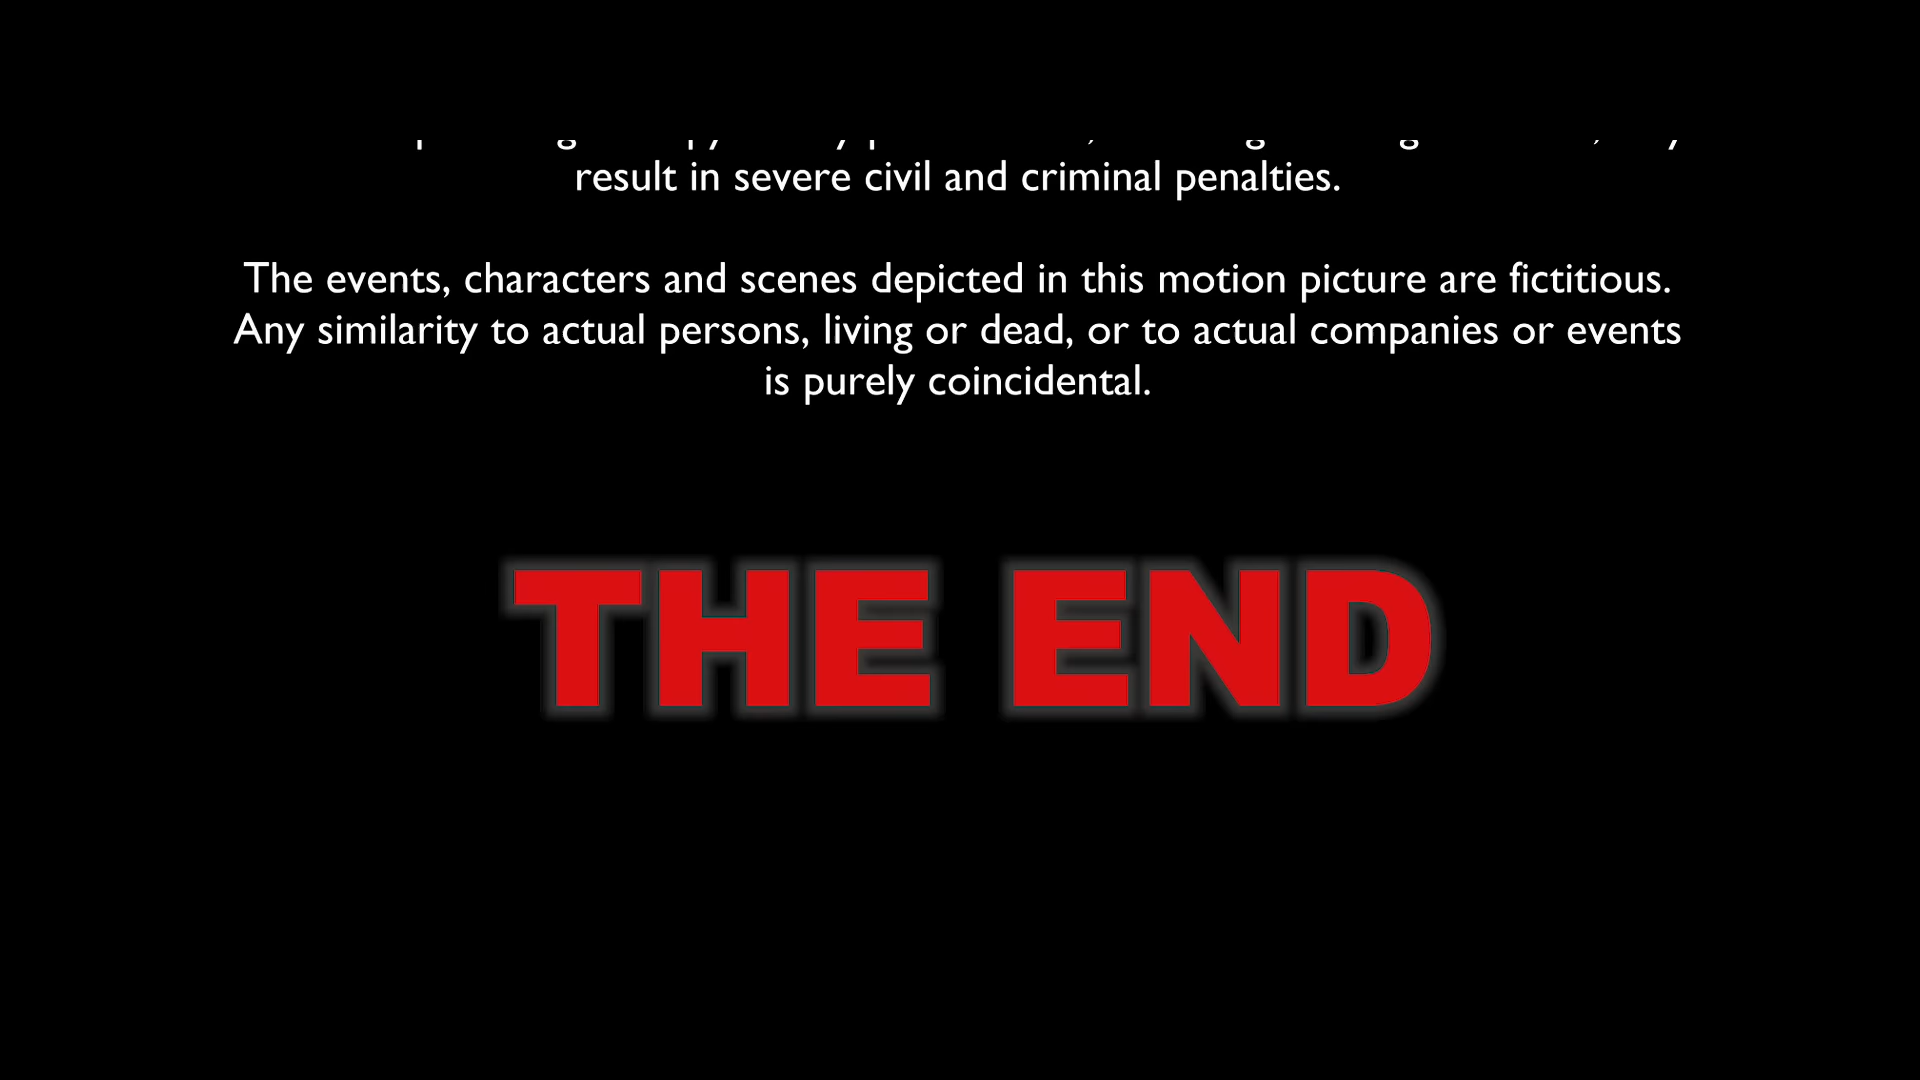 result in severe civil and criminal penalties.
The events, characters and scenes depicted in this motion picture are fictitious.
Any similarity to actual persons, living or dead, or to actual companies or events
is purely coincidental.
THE END